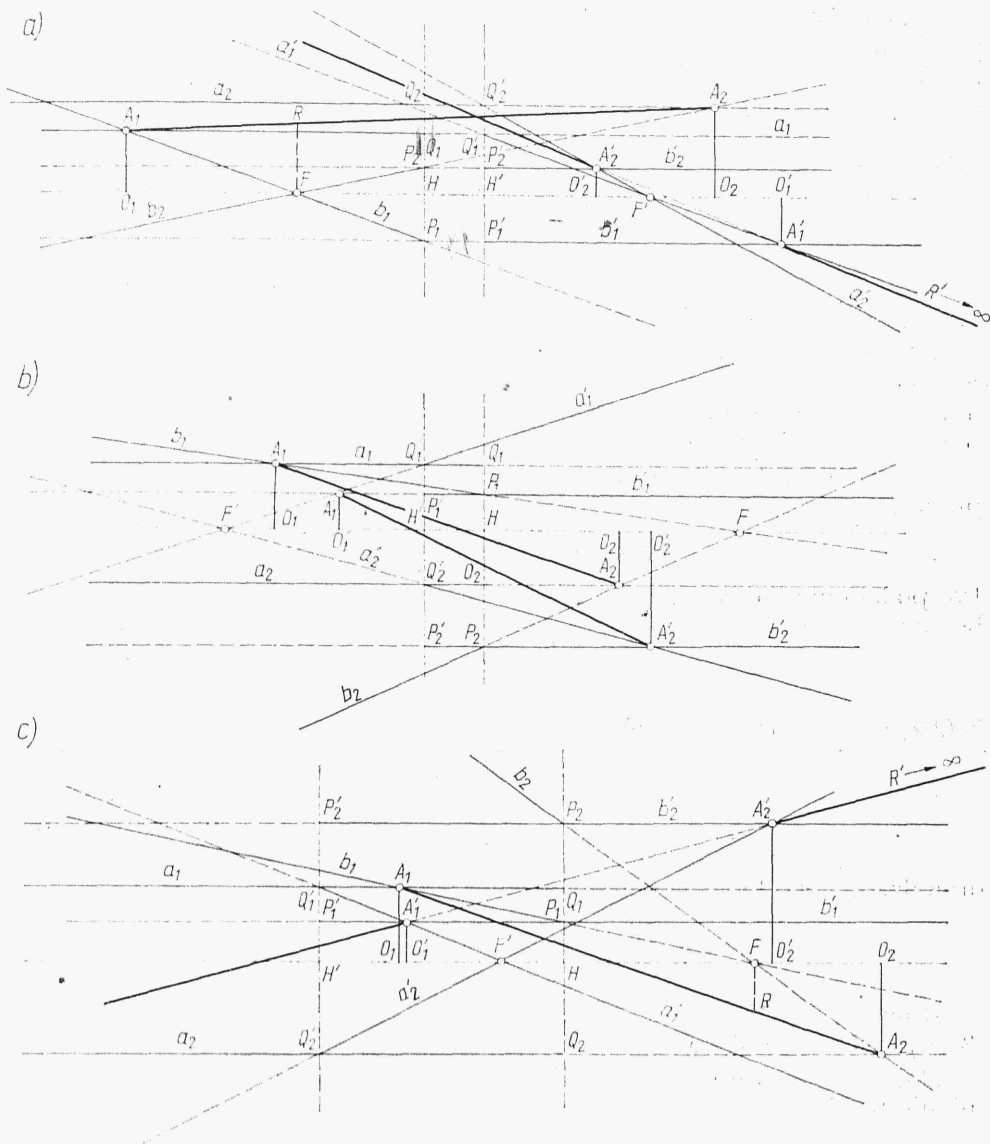 a)
a'₁ Q₂ Q'₂ A₂
a₂
A₁ R a₁
P₂ Q₁ Q'₁ P'₂ A'₂ b'₂
O₁ b₂ F H H' O'₂ F' O₂ O'₁
b₁ P₁ P'₁ b'₁ A'₁
a'₂ R' ∞
b)
a'₁
b₁ A₁ a₁ Q₁ Q₁
P₁ b'₁
F' O₁ A₁ O'₁ H P₁ H O₂ O'₂ F
a₂ a'₂ Q'₂ O₂ A₂
P'₂ P₂ A'₂ b'₂
b₂
c)
b₂ R' ∞
P'₂ P₂ b'₂ A'₂
a₁ b₁ A₁
Q'₁ P'₁ A'₁ P₁ Q₁ b'₁
O₁ O'₁ F' F O'₂ O₂
H' H
a'₂ R a'₁
a₂ Q'₂ Q₂ A₂